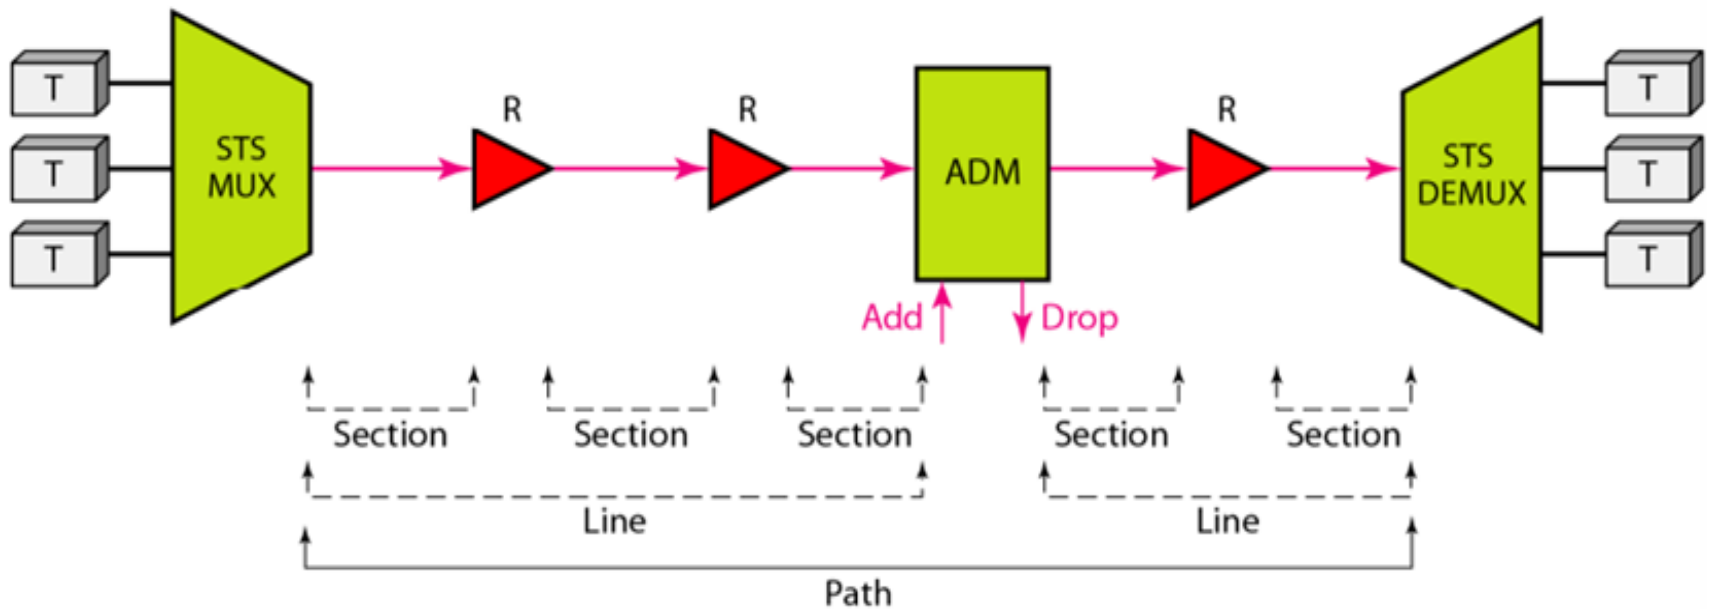 T
T
T
STS
MUX
R
R
ADM
Add
Drop
R
STS
DEMUX
T
T
T
Section
Section
Section
Section
Section
Line
Line
Path